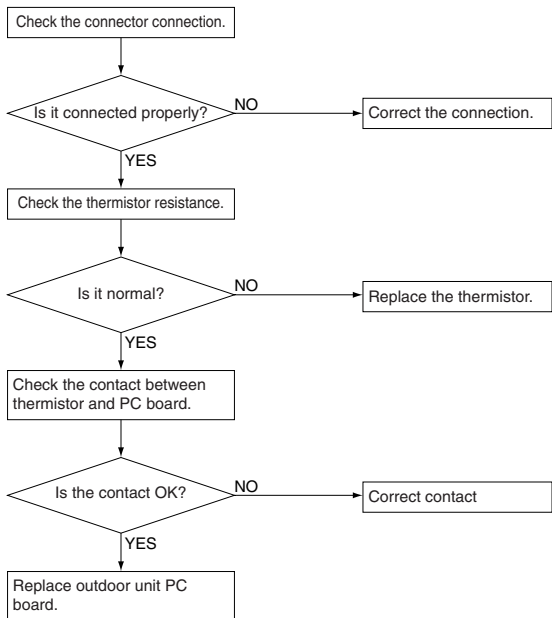 Check the connector connection.
Is it connected properly?
NO
Correct the connection.
YES
Check the thermistor resistance.
Is it normal?
NO
Replace the thermistor.
YES
Check the contact between
thermistor and PC board.
Is the contact OK?
NO
Correct contact
YES
Replace outdoor unit PC
board.